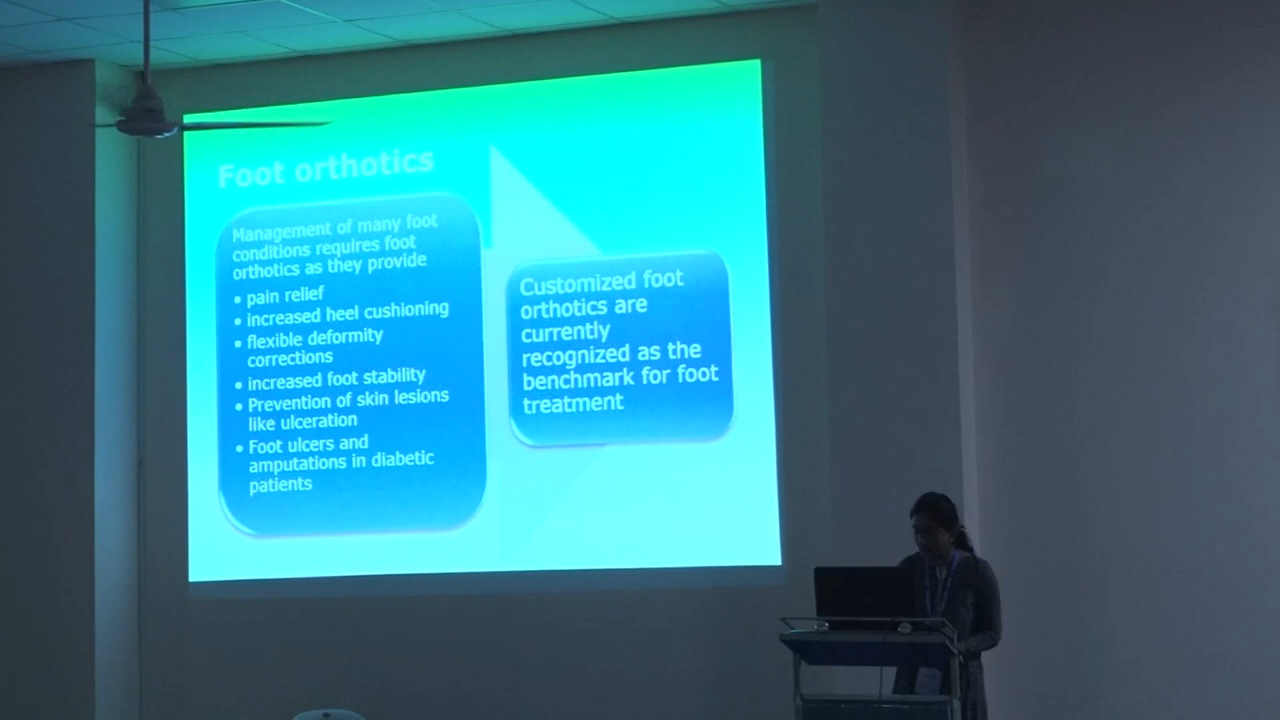 Foot orthotics
Management of many foot
conditions requires foot
orthotics as they provide
• pain relief
• increased heel cushioning
• flexible deformity
corrections
• increased foot stability
• Prevention of skin lesions
like ulceration
• Foot ulcers and
amputations in diabetic
patients
Customized foot
orthotics are
currently
recognized as the
benchmark for foot
treatment